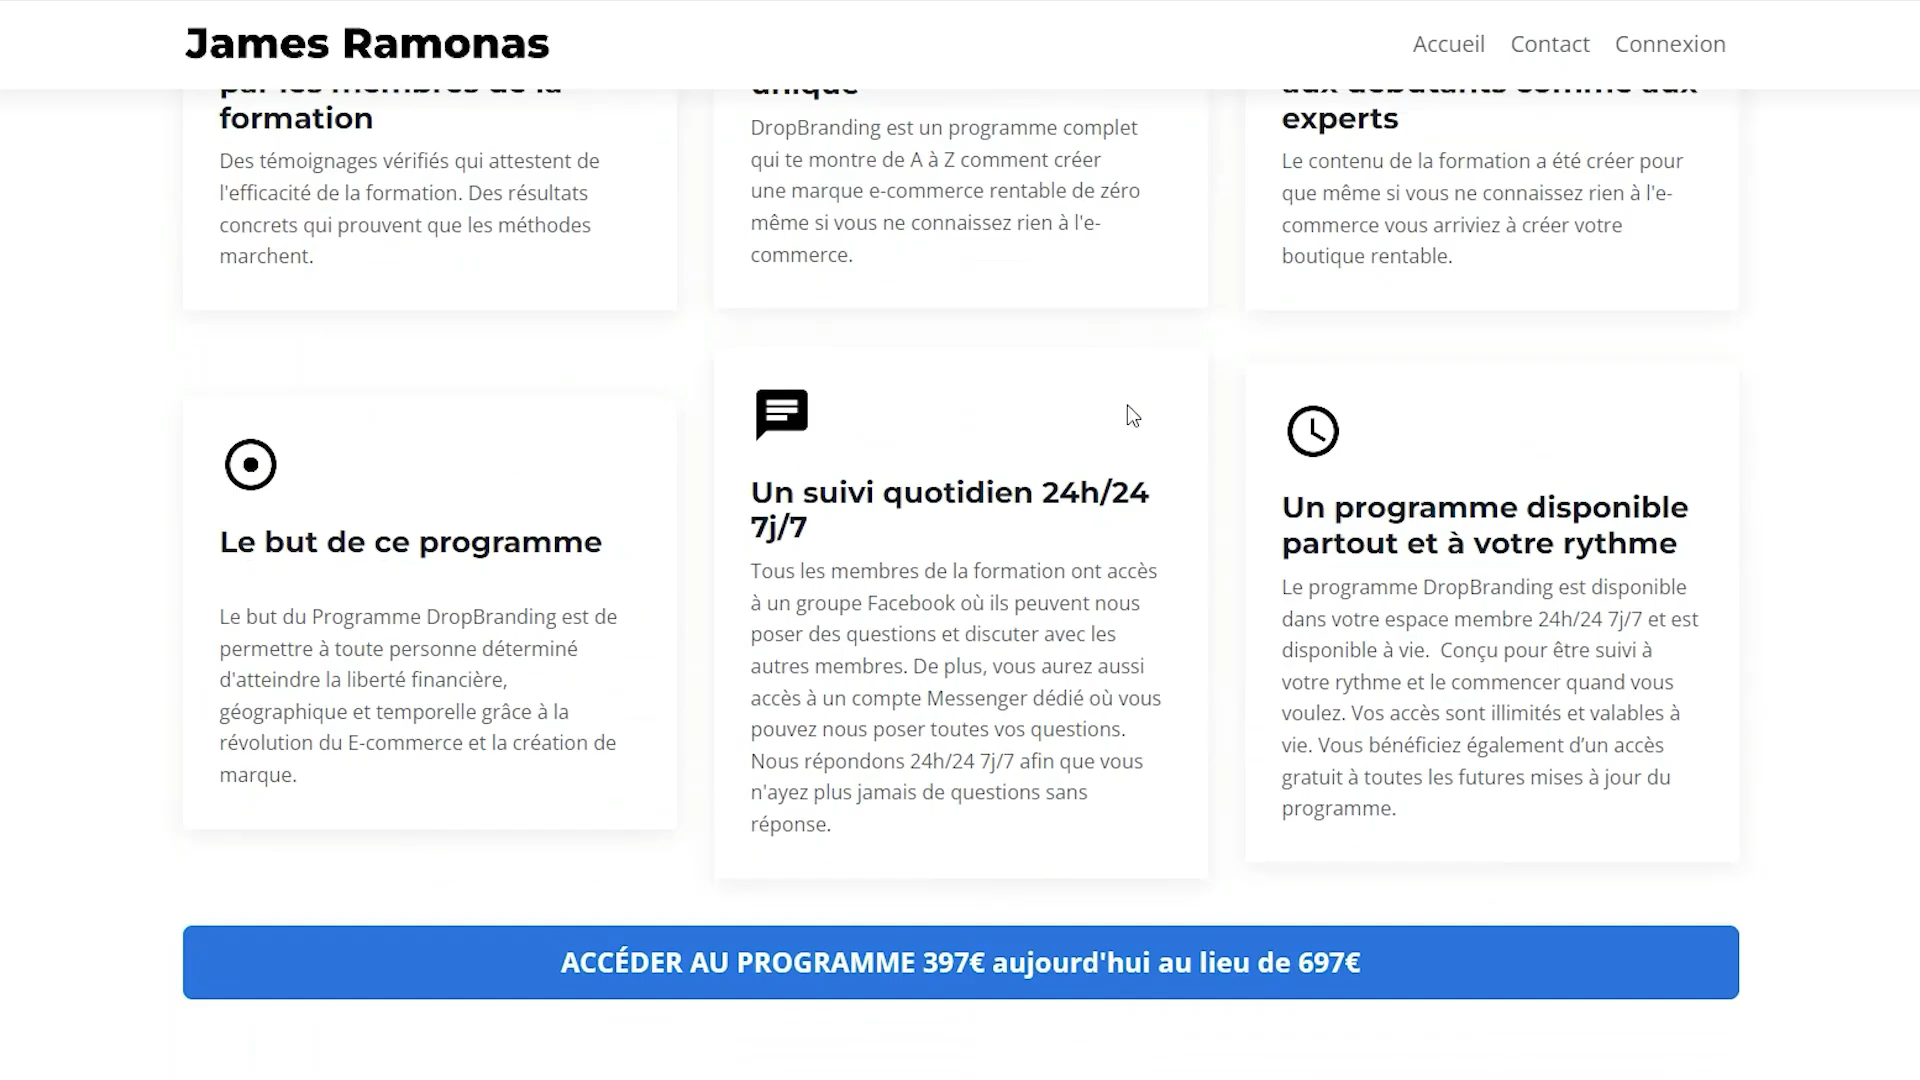 James Ramonas
Accueil
Contact
Connexion
par les membres de la
formation
Des témoignages vérifiés qui attestent de
l'efficacité de la formation. Des résultats
concrets qui prouvent que les méthodes
marchent.
unique
DropBranding est un programme complet
qui te montre de A à Z comment créer
une marque e-commerce rentable de zéro
même si vous ne connaissez rien à l'e-
commerce.
aux débutants comme aux
experts
Le contenu de la formation a été créer pour
que même si vous ne connaissez rien à l'e-
commerce vous arriviez à créer votre
boutique rentable.
Le but de ce programme
Le but du Programme DropBranding est de
permettre à toute personne déterminé
d'atteindre la liberté financière,
géographique et temporelle grâce à la
révolution du E-commerce et la création de
marque.
Un suivi quotidien 24h/24
7j/7
Tous les membres de la formation ont accès
à un groupe Facebook où ils peuvent nous
poser des questions et discuter avec les
autres membres. De plus, vous aurez aussi
accès à un compte Messenger dédié où vous
pouvez nous poser toutes vos questions.
Nous répondons 24h/24 7j/7 afin que vous
n'ayez plus jamais de questions sans
réponse.
Un programme disponible
partout et à votre rythme
Le programme DropBranding est disponible
dans votre espace membre 24h/24 7j/7 et est
disponible à vie.  Conçu pour être suivi à
votre rythme et le commencer quand vous
voulez. Vos accès sont illimités et valables à
vie. Vous bénéficiez également d’un accès
gratuit à toutes les futures mises à jour du
programme.
ACCÉDER AU PROGRAMME 397€ aujourd'hui au lieu de 697€